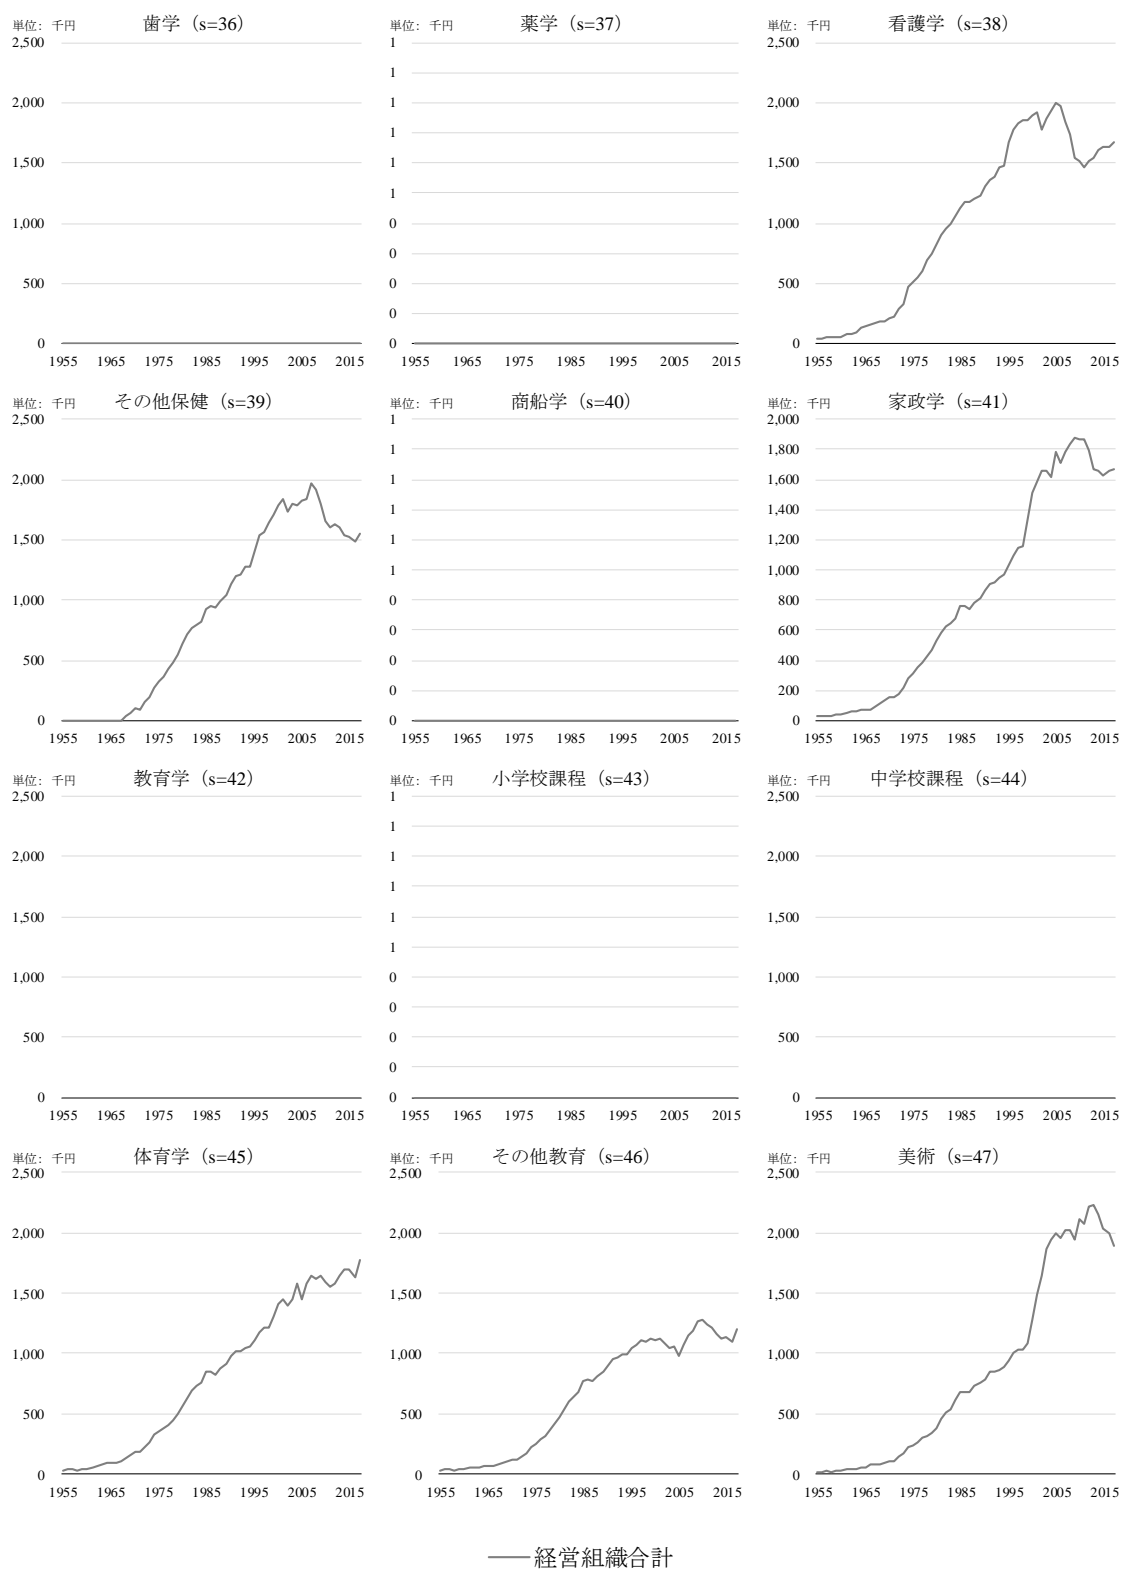 単位：千円 歯学（s=36） 単位：千円 薬学（s=37） 単位：千円 看護学（s=38）
2,500 1 2,500
1
2,000 1 2,000
1
1,500 1 1,500
1
1,000 0 1,000
0
500 0 500
0
0 0 0
1955 1965 1975 1985 1995 2005 2015 1955 1965 1975 1985 1995 2005 2015 1955 1965 1975 1985 1995 2005 2015
単位：千円 その他保健（s=39） 単位：千円 商船学（s=40） 単位：千円 家政学（s=41）
2,500 1 2,000
1 1,800
2,000 1 1,600
1 1,400
1,500 1 1,200
1 1,000
1,000 0 800
0 600
500 0 400
0 200
0 0 0
1955 1965 1975 1985 1995 2005 2015 1955 1965 1975 1985 1995 2005 2015 1955 1965 1975 1985 1995 2005 2015
単位：千円 教育学（s=42） 単位：千円 小学校課程（s=43） 単位：千円 中学校課程（s=44）
2,500 1 2,500
1
2,000 1 2,000
1
1,500 1 1,500
1
1,000 0 1,000
0
500 0 500
0
0 0 0
1955 1965 1975 1985 1995 2005 2015 1955 1965 1975 1985 1995 2005 2015 1955 1965 1975 1985 1995 2005 2015
単位：千円 体育学（s=45） 単位：千円 その他教育（s=46） 単位：千円 美術（s=47）
2,500 2,500 2,500
2,000 2,000 2,000
1,500 1,500 1,500
1,000 1,000 1,000
500 500 500
0 0 0
1955 1965 1975 1985 1995 2005 2015 1955 1965 1975 1985 1995 2005 2015 1955 1965 1975 1985 1995 2005 2015
経営組織合計